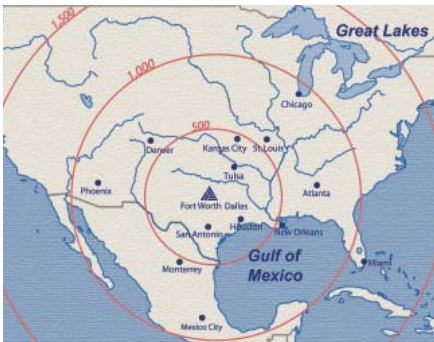 1,500
Great Lakes
1,000
Chicago
500
Denver
Kansas City
St. Louis
Tulsa
Phoenix
Atlanta
Fort Worth Dallas
San Antonio
Houston
New Orleans
Gulf of
Mexico
Monterrey
Miami
Mexico City